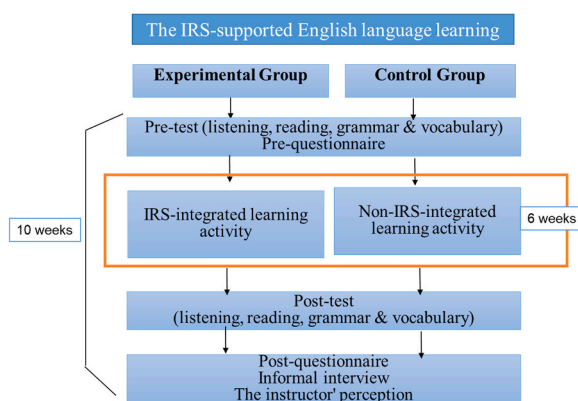 The IRS-supported English language learning
Experimental Group
Control Group
Pre-test (listening, reading, grammar & vocabulary)
Pre-questionnaire
IRS-integrated learning
activity
Non-IRS-integrated
learning activity
6 weeks
10 weeks
Post-test
(listening, reading, grammar & vocabulary)
Post-questionnaire
Informal interview
The instructor' perception